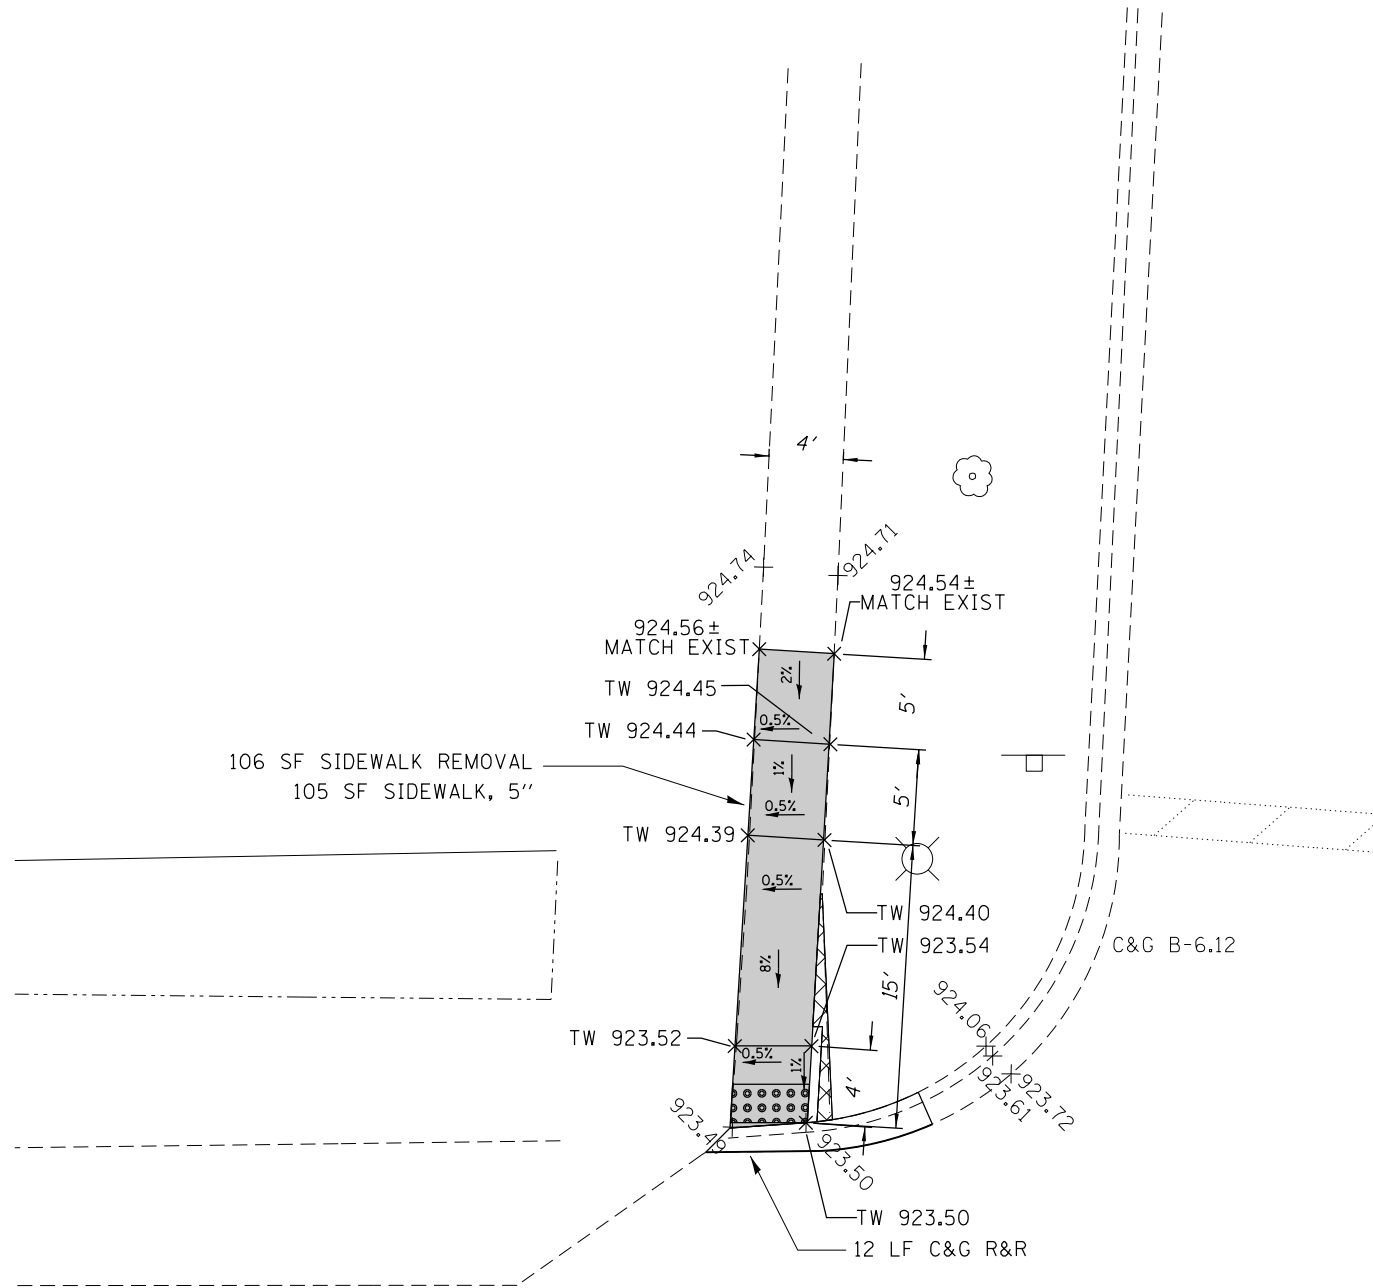 4'
924.74
924.71
924.54±
MATCH EXIST
924.56±
MATCH EXIST
2%
TW 924.45
5'
0.5%
TW 924.44
106 SF SIDEWALK REMOVAL
105 SF SIDEWALK, 5''
1%
5'
0.5%
TW 924.39
0.5%
TW 924.40
TW 923.54
C&G B-6.12
8%
15'
924.06
TW 923.52
0.5%
1%
4'
923.61
923.72
923.49
923.50
TW 923.50
12 LF C&G R&R